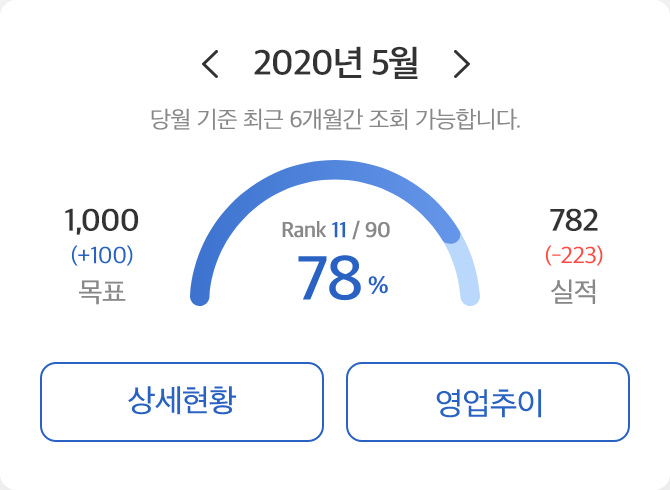 2020년 5월
당월 기준 최근 6개월간 조회 가능합니다.
Rank 11 / 90
78 %
1,000
(+100)
목표
782
(-223)
실적
상세현황
영업추이